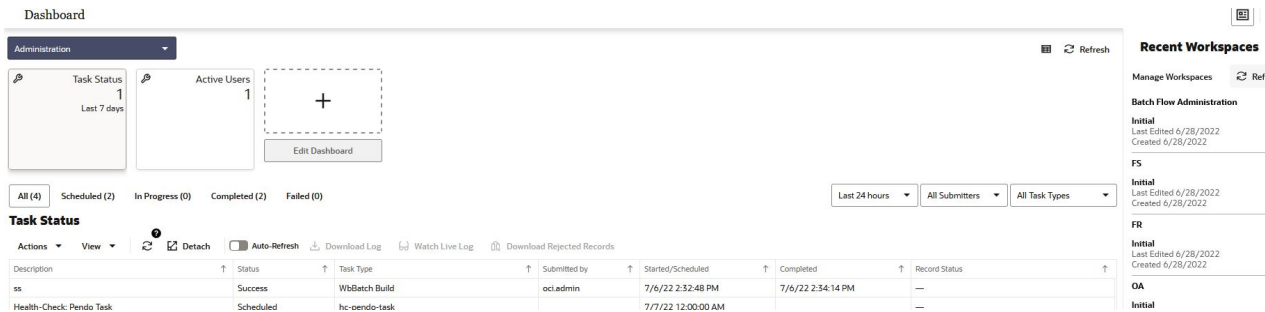 Dashboard
Administration
Refresh
Task Status
1
Last 7 days
Active Users
1
+
Edit Dashboard
All (4) Scheduled (2) In Progress (0) Completed (2) Failed (0)
Last 24 hours All Submitters All Task Types
Task Status
Actions View ? Detach Auto-Refresh Download Log Watch Live Log Download Rejected Records
Description Status Task Type Submitted by Started/Scheduled Completed Record Status
ss Success WbBatch Build oci.admin 7/6/22 2:32:48 PM 7/6/22 2:34:14 PM —
Health-Check: Pendo Task Scheduled hc-pendo-task 7/7/22 12:00:00 AM —
Recent Workspaces
Manage Workspaces Ref
Batch Flow Administration
Initial
Last Edited 6/28/2022
Created 6/28/2022
FS
Initial
Last Edited 6/28/2022
Created 6/28/2022
FR
Initial
Last Edited 6/28/2022
Created 6/28/2022
OA
Initial